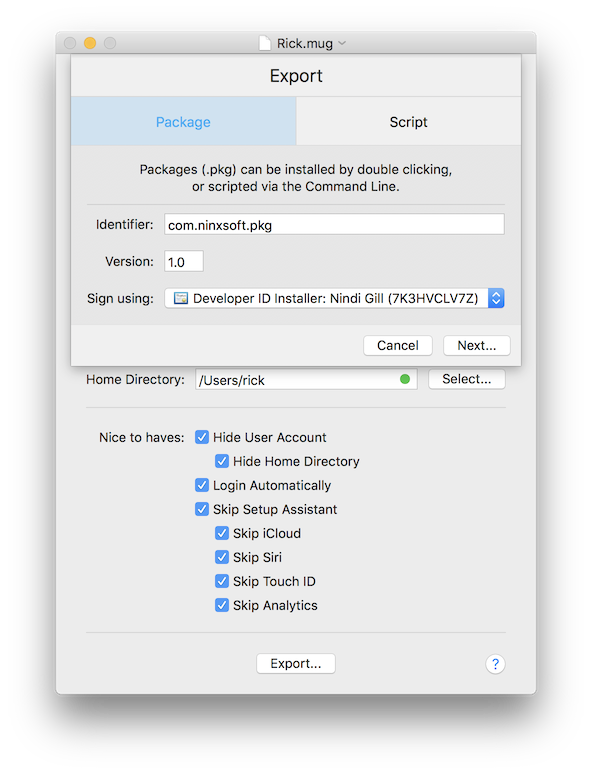 Rick.mug
Export
Package
Script
Packages (.pkg) can be installed by double clicking,
or scripted via the Command Line.
Identifier: com.ninxsoft.pkg
Version: 1.0
Sign using: Developer ID Installer: Nindi Gill (7K3HVCLV7Z)
Cancel
Next...
Home Directory: /Users/rick Select...
Nice to haves: Hide User Account
Hide Home Directory
Login Automatically
Skip Setup Assistant
Skip iCloud
Skip Siri
Skip Touch ID
Skip Analytics
Export...
?